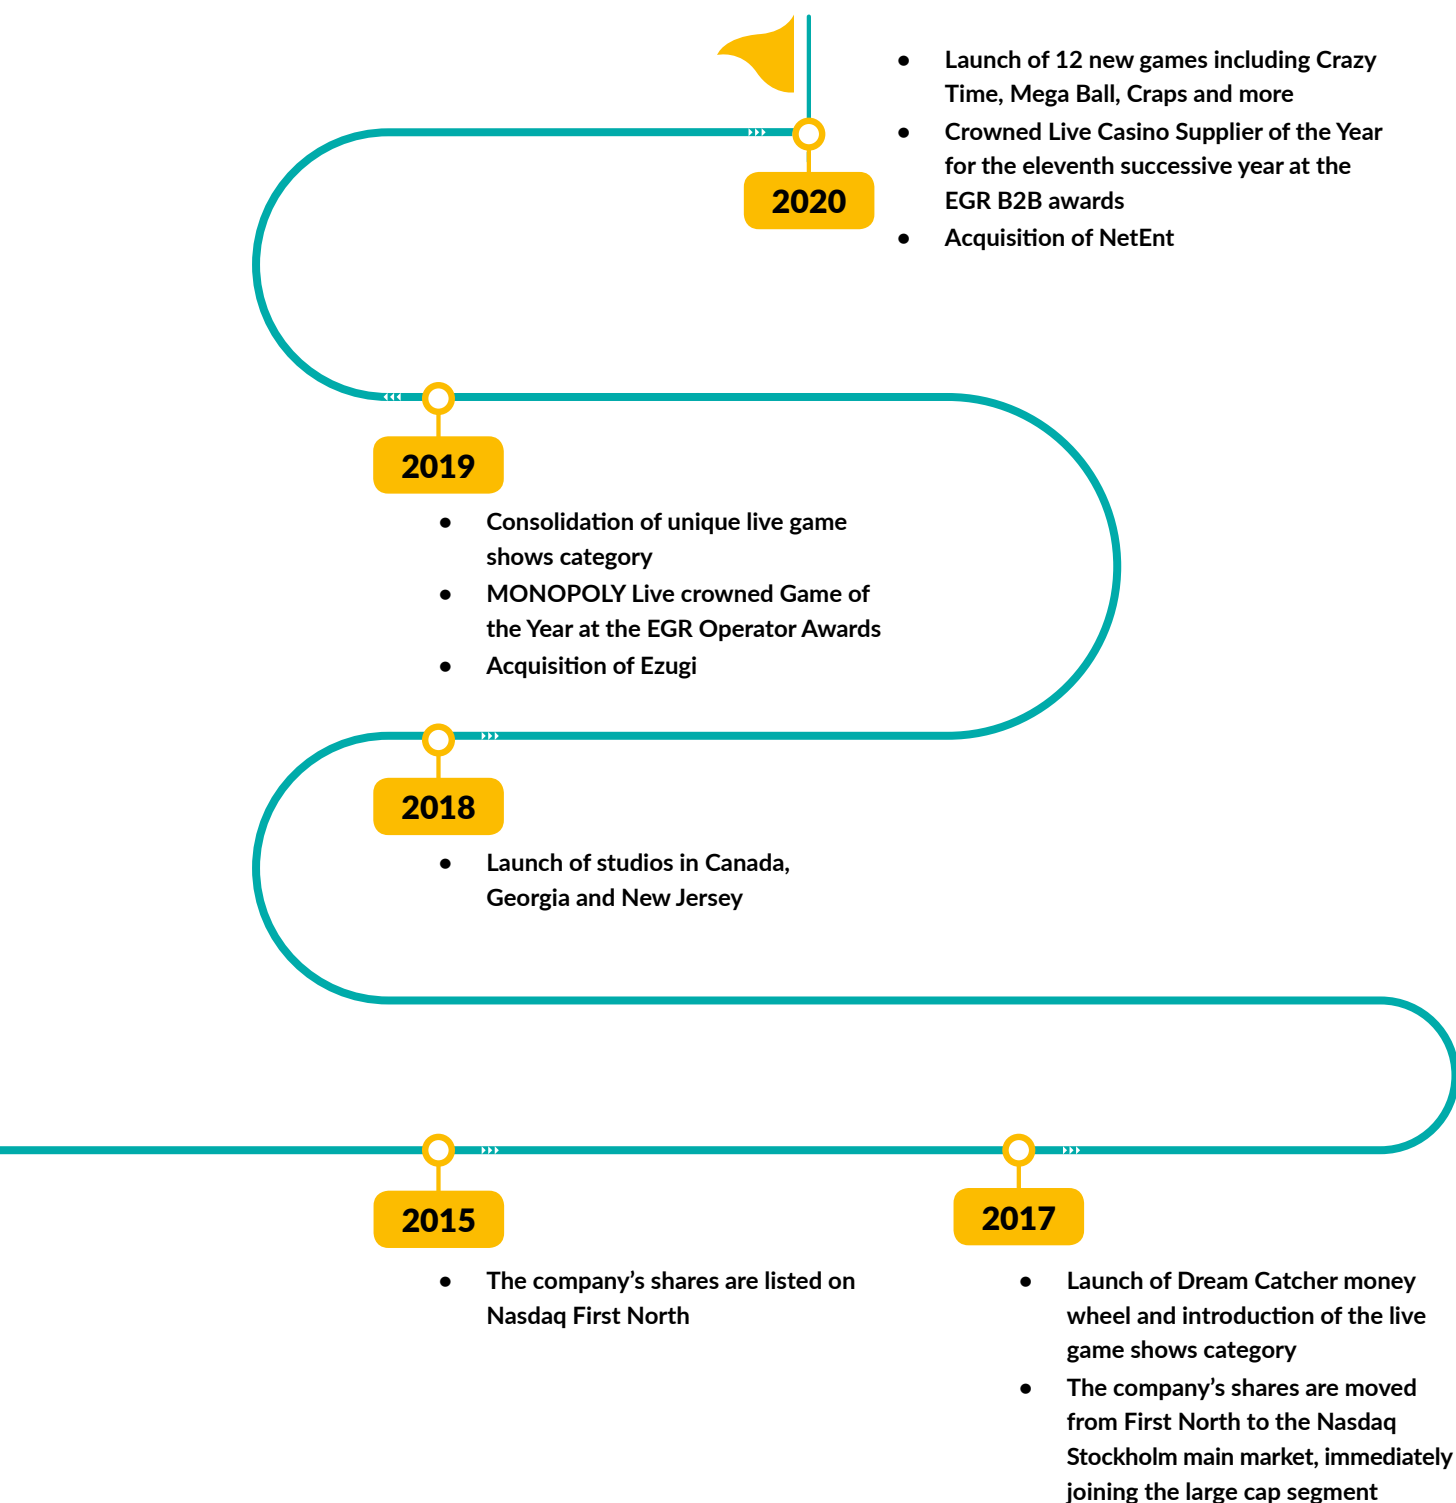 • Launch of 12 new games including Crazy
Time, Mega Ball, Craps and more
• Crowned Live Casino Supplier of the Year
for the eleventh successive year at the
EGR B2B awards
• Acquisition of NetEnt
2020
2019
• Consolidation of unique live game
shows category
• MONOPOLY Live crowned Game of
the Year at the EGR Operator Awards
• Acquisition of Ezugi
2018
• Launch of studios in Canada,
Georgia and New Jersey
2015
• The company’s shares are listed on
Nasdaq First North
2017
• Launch of Dream Catcher money
wheel and introduction of the live
game shows category
• The company’s shares are moved
from First North to the Nasdaq
Stockholm main market, immediately
joining the large cap segment